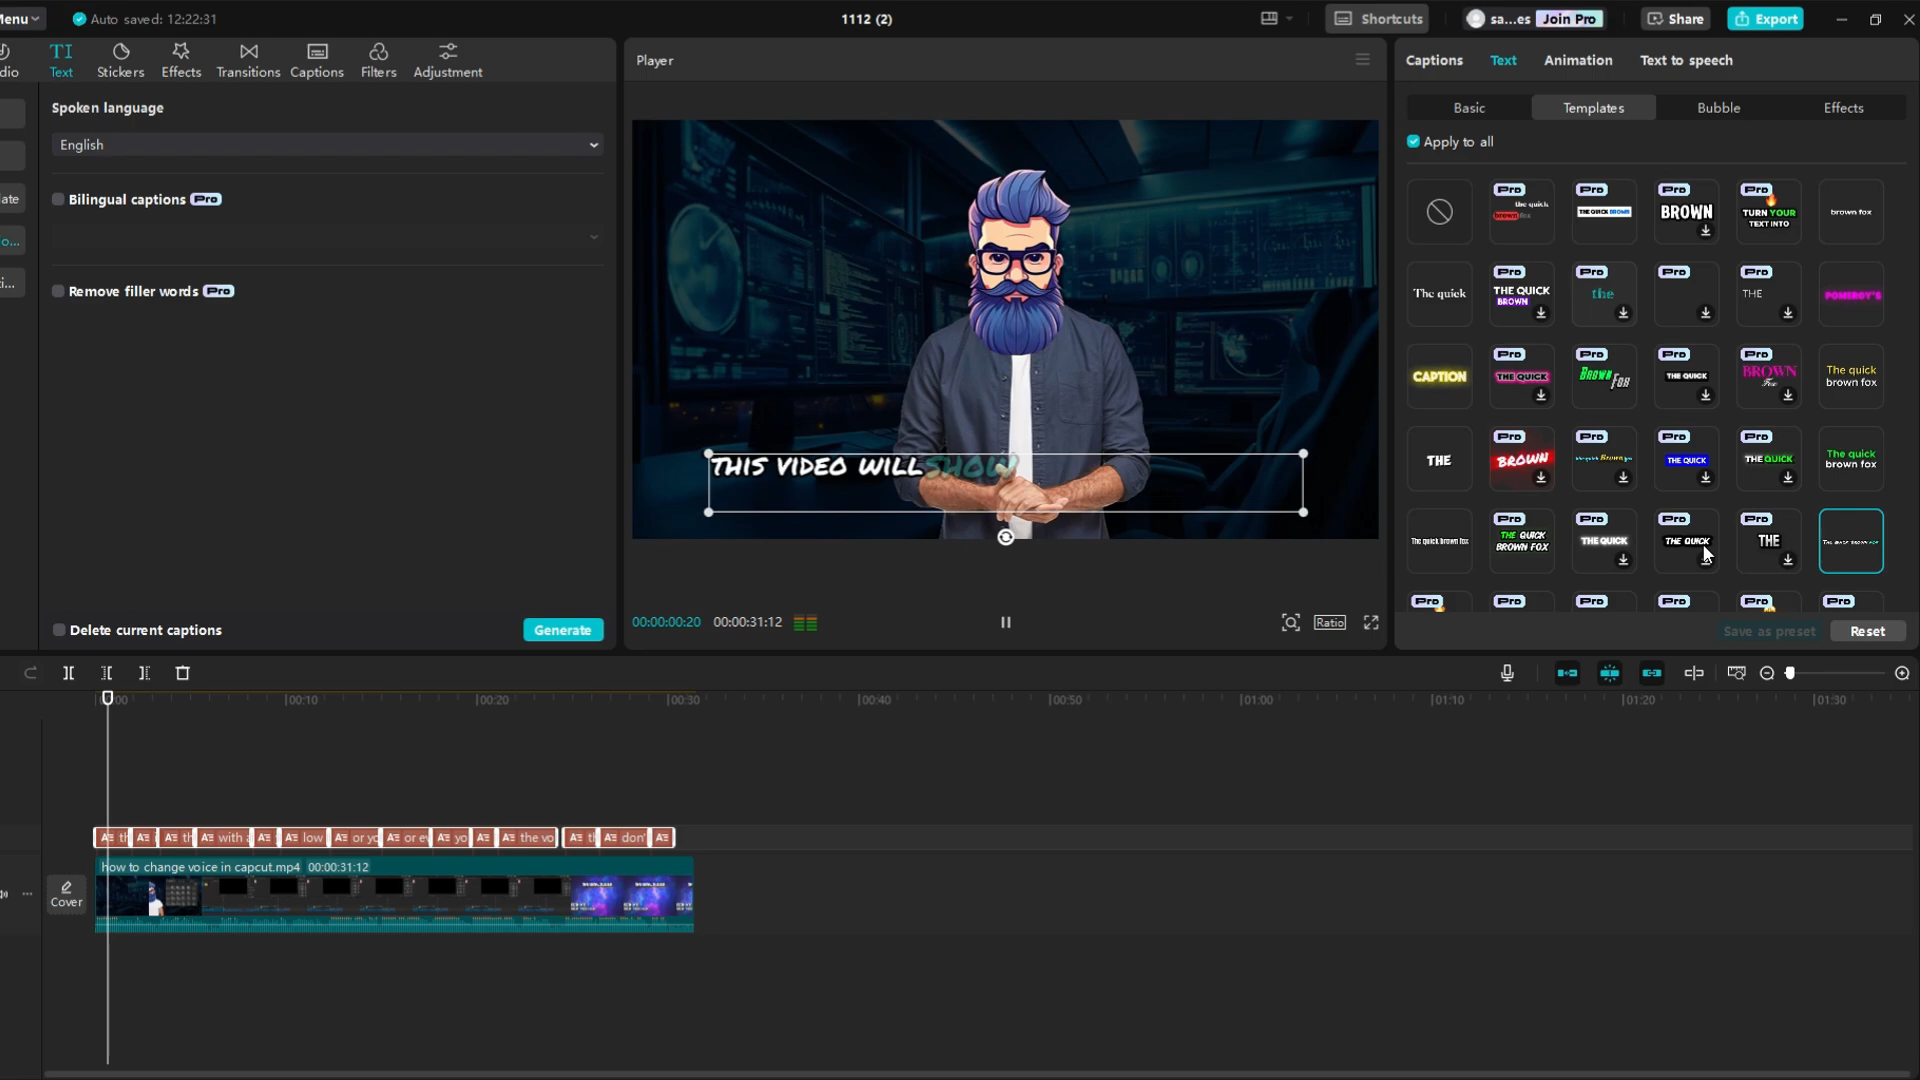 Menu
Auto saved: 12:22:31
1112 (2)
Shortcuts
sa...es
Join Pro
Share
Export
dio
Text
Stickers
Effects
Transitions
Captions
Filters
Adjustment
Player
Captions
Text
Animation
Text to speech
Spoken language
Basic
Templates
Bubble
Effects
English
Apply to all
Bilingual captions Pro
ate
o...
i...
Remove filler words Pro
Pro
the quick
brown fox
Pro
THE QUICK BROWN
Pro
BROWN
Pro
TURN YOUR
TEXT INTO
brown fox
The quick
Pro
THE QUICK
BROWN
Pro
the
Pro
Pro
THE
POMEROY'S
CAPTION
Pro
THE QUICK
Pro
BROWN
FOX
Pro
THE QUICK
Pro
BROWN
Fox
The quick
brown fox
THE
Pro
BROWN
Pro
Pro
THE QUICK
Pro
THE QUICK
The quick
brown fox
The quick brown fox
Pro
THE QUICK
BROWN FOX
Pro
THE QUICK
Pro
THE QUICK
Pro
THE
The quick brown fox
Pro
Pro
Pro
Pro
Pro
Pro
THIS VIDEO WILL SHOW
Delete current captions
Generate
00:00:00:20
00:00:31:12
Ratio
Save as preset
Reset
00:00
00:10
00:20
00:30
00:40
00:50
01:00
01:10
01:20
01:30
th
th
with a
low
or yo
or ev
yo
the vo
th
don'
how to change voice in capcut.mp4 00:00:31:12
Cover